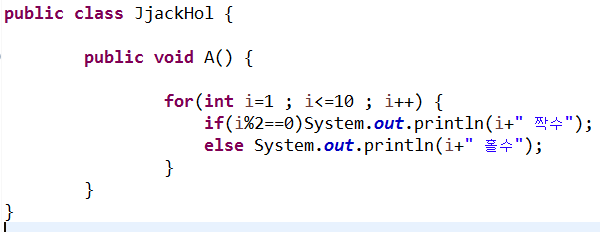 public class JjackHol {
public void A() {
for(int i=1 ; i<=10 ; i++) {
if(i%2==0)System.out.println(i+" 짝수");
else System.out.println(i+" 홀수");
}
}
}